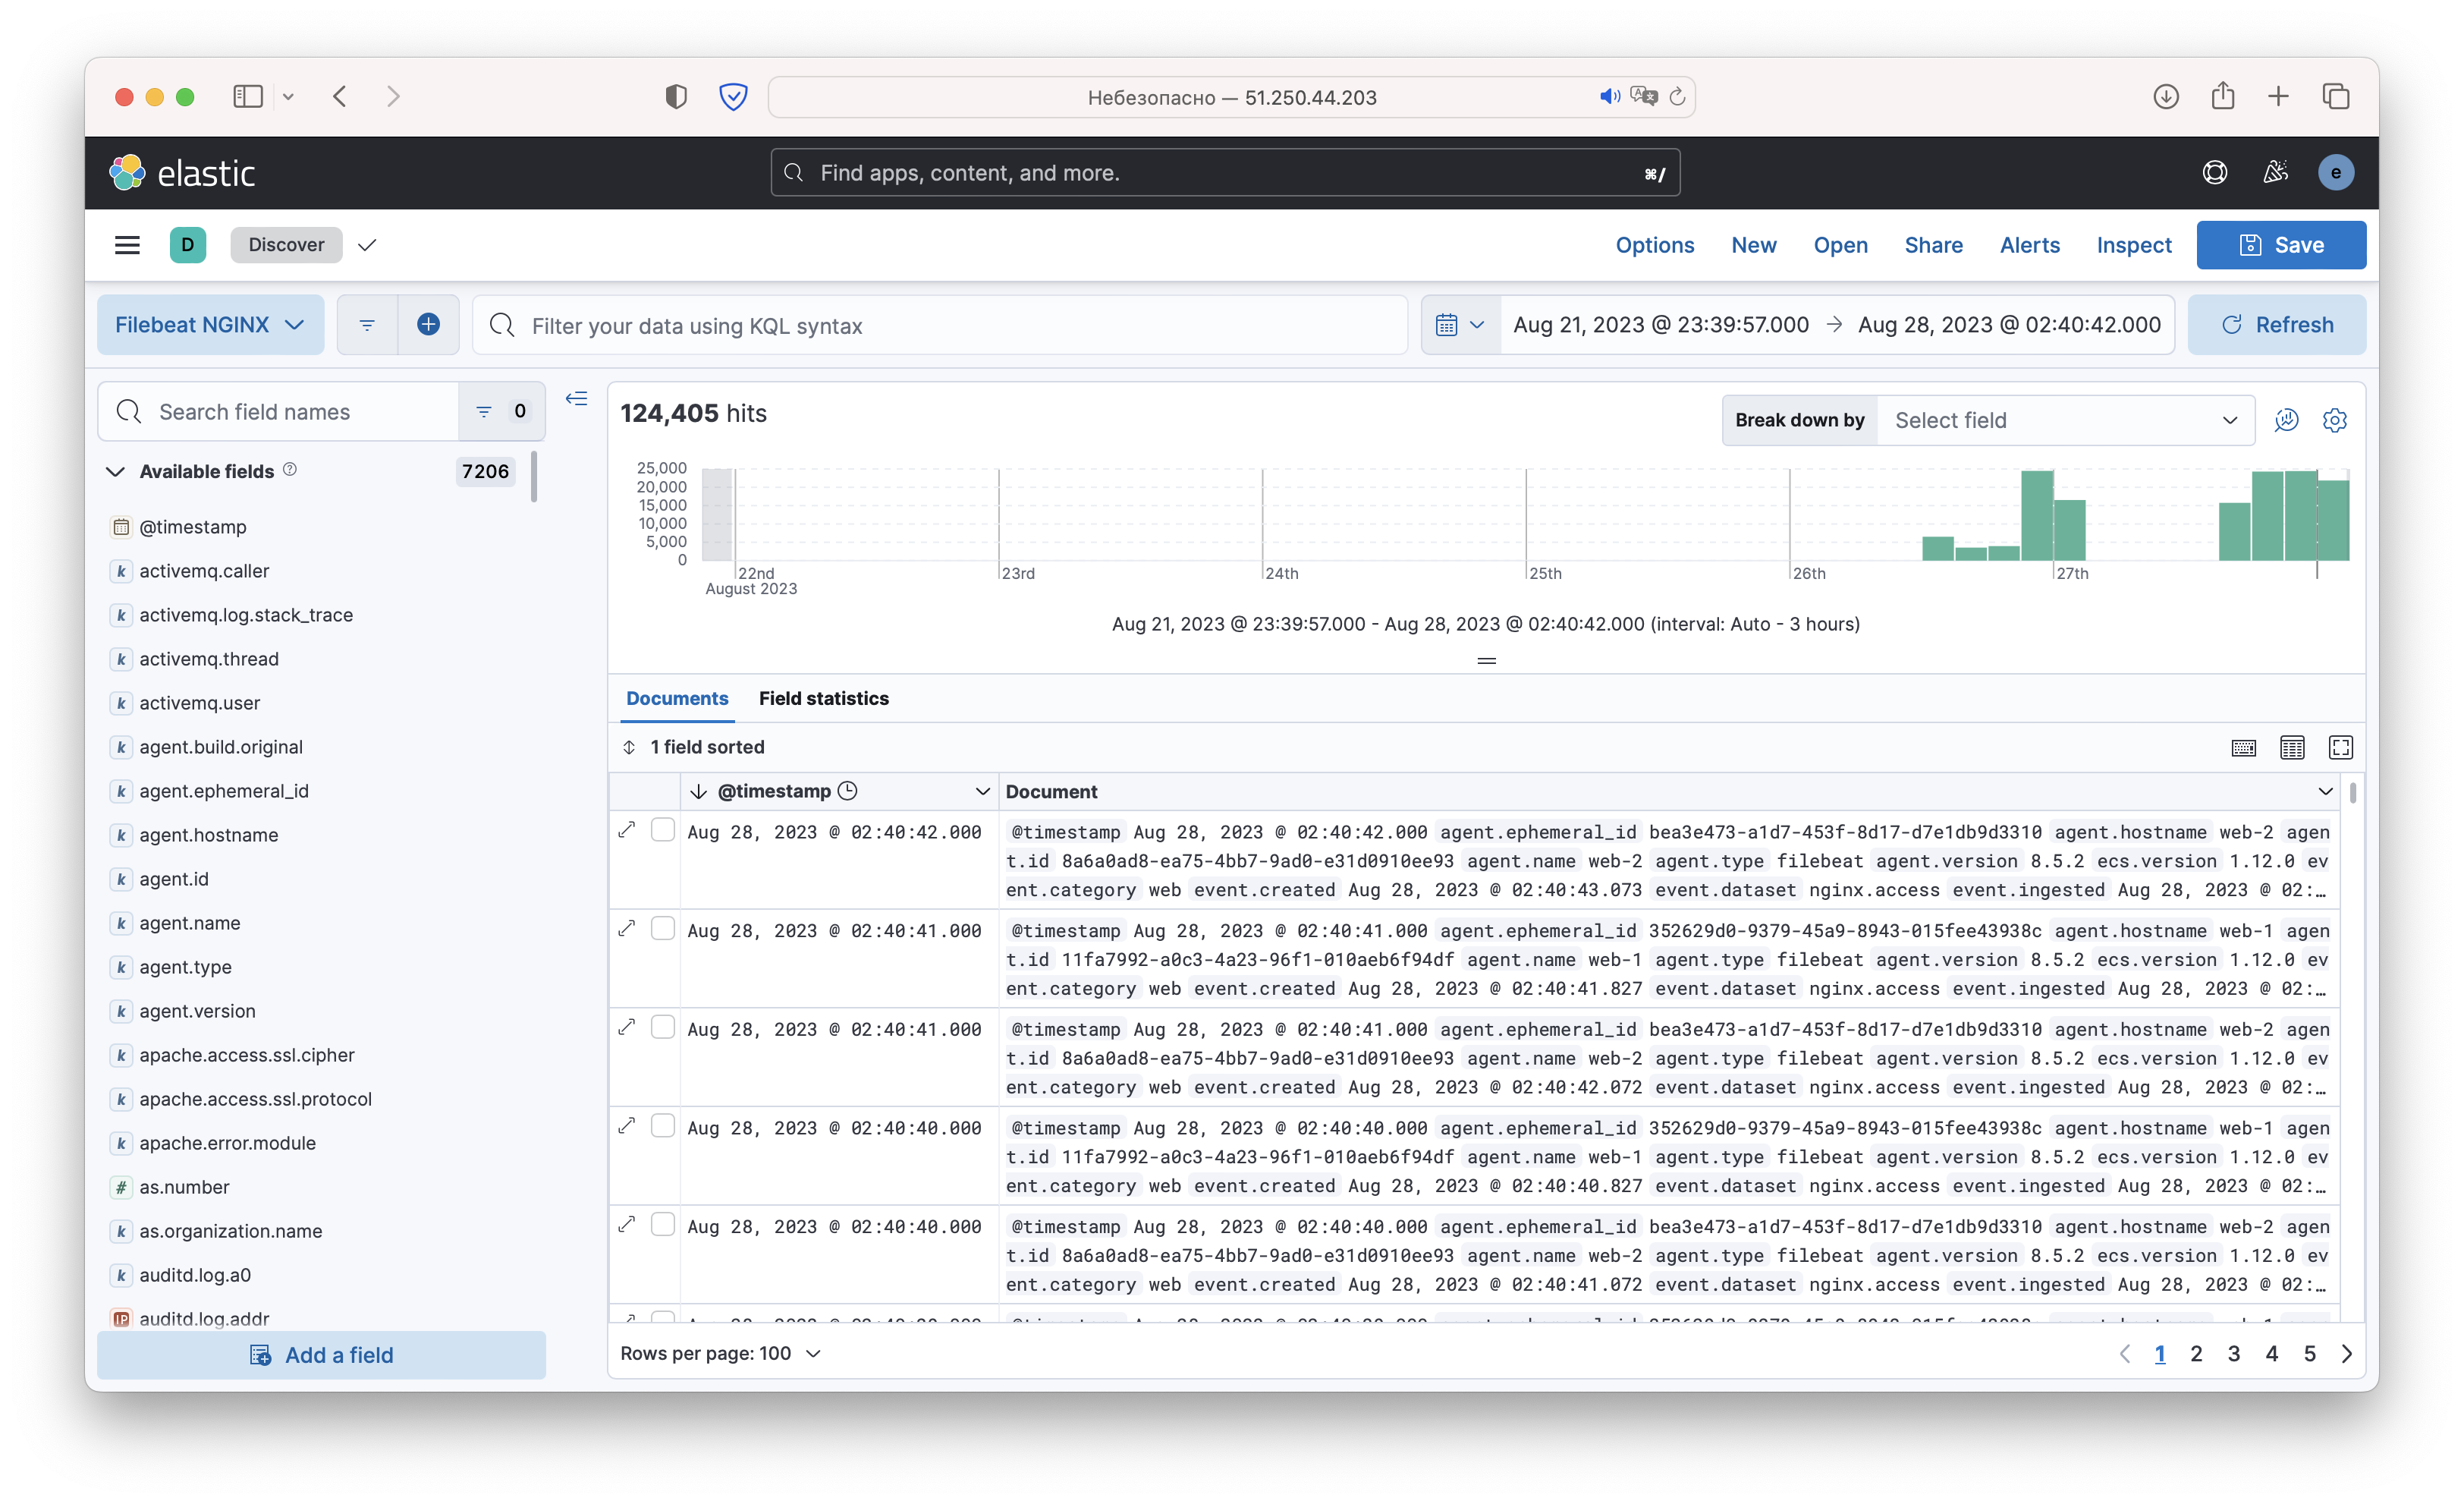 Небезопасно — 51.250.44.203
elastic
Find apps, content, and more.
⌘/
e
D
Discover
Options
New
Open
Share
Alerts
Inspect
Save
Filebeat NGINX
Filter your data using KQL syntax
Aug 21, 2023 @ 23:39:57.000 → Aug 28, 2023 @ 02:40:42.000
Refresh
Search field names
0
Available fields
7206
@timestamp
k activemq.caller
k activemq.log.stack_trace
k activemq.thread
k activemq.user
k agent.build.original
k agent.ephemeral_id
k agent.hostname
k agent.id
k agent.name
k agent.type
k agent.version
k apache.access.ssl.cipher
k apache.access.ssl.protocol
k apache.error.module
# as.number
k as.organization.name
k auditd.log.a0
IP auditd.log.addr
Add a field
124,405 hits
Break down by
Select field
25,000
20,000
15,000
10,000
5,000
0
22nd
August 2023
23rd
24th
25th
26th
27th
Aug 21, 2023 @ 23:39:57.000 - Aug 28, 2023 @ 02:40:42.000 (interval: Auto - 3 hours)
Documents
Field statistics
1 field sorted
@timestamp
Document
Aug 28, 2023 @ 02:40:42.000
@timestamp Aug 28, 2023 @ 02:40:42.000 agent.ephemeral_id bea3e473-a1d7-453f-8d17-d7e1db9d3310 agent.hostname web-2 agen
t.id 8a6a0ad8-ea75-4bb7-9ad0-e31d0910ee93 agent.name web-2 agent.type filebeat agent.version 8.5.2 ecs.version 1.12.0 ev
ent.category web event.created Aug 28, 2023 @ 02:40:43.073 event.dataset nginx.access event.ingested Aug 28, 2023 @ 02:…
Aug 28, 2023 @ 02:40:41.000
@timestamp Aug 28, 2023 @ 02:40:41.000 agent.ephemeral_id 352629d0-9379-45a9-8943-015fee43938c agent.hostname web-1 agen
t.id 11fa7992-a0c3-4a23-96f1-010aeb6f94df agent.name web-1 agent.type filebeat agent.version 8.5.2 ecs.version 1.12.0 ev
ent.category web event.created Aug 28, 2023 @ 02:40:41.827 event.dataset nginx.access event.ingested Aug 28, 2023 @ 02:…
Aug 28, 2023 @ 02:40:41.000
@timestamp Aug 28, 2023 @ 02:40:41.000 agent.ephemeral_id bea3e473-a1d7-453f-8d17-d7e1db9d3310 agent.hostname web-2 agen
t.id 8a6a0ad8-ea75-4bb7-9ad0-e31d0910ee93 agent.name web-2 agent.type filebeat agent.version 8.5.2 ecs.version 1.12.0 ev
ent.category web event.created Aug 28, 2023 @ 02:40:42.072 event.dataset nginx.access event.ingested Aug 28, 2023 @ 02:…
Aug 28, 2023 @ 02:40:40.000
@timestamp Aug 28, 2023 @ 02:40:40.000 agent.ephemeral_id 352629d0-9379-45a9-8943-015fee43938c agent.hostname web-1 agen
t.id 11fa7992-a0c3-4a23-96f1-010aeb6f94df agent.name web-1 agent.type filebeat agent.version 8.5.2 ecs.version 1.12.0 ev
ent.category web event.created Aug 28, 2023 @ 02:40:40.827 event.dataset nginx.access event.ingested Aug 28, 2023 @ 02:…
Aug 28, 2023 @ 02:40:40.000
@timestamp Aug 28, 2023 @ 02:40:40.000 agent.ephemeral_id bea3e473-a1d7-453f-8d17-d7e1db9d3310 agent.hostname web-2 agen
t.id 8a6a0ad8-ea75-4bb7-9ad0-e31d0910ee93 agent.name web-2 agent.type filebeat agent.version 8.5.2 ecs.version 1.12.0 ev
ent.category web event.created Aug 28, 2023 @ 02:40:41.072 event.dataset nginx.access event.ingested Aug 28, 2023 @ 02:…
Rows per page: 100
1 2 3 4 5